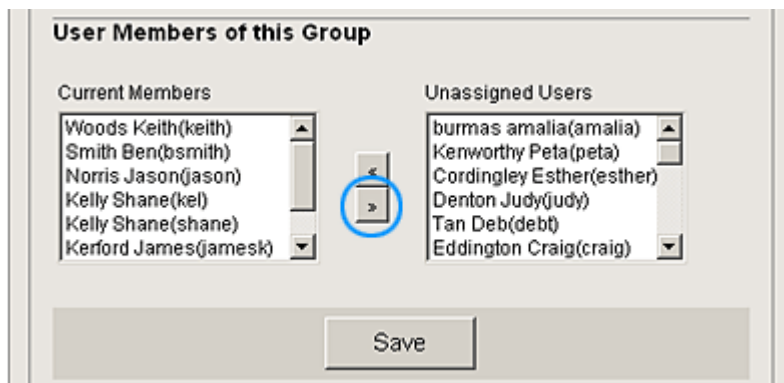 User Members of this Group
Current Members
Woods Keith(keith)
Smith Ben(bsmith)
Norris Jason(jason)
Kelly Shane(kel)
Kelly Shane(shane)
Kerford James(jamesk)
«
»
Unassigned Users
burmas amalia(amalia)
Kenworthy Peta(peta)
Cordingley Esther(esther)
Denton Judy(judy)
Tan Deb(debt)
Eddington Craig(craig)
Save